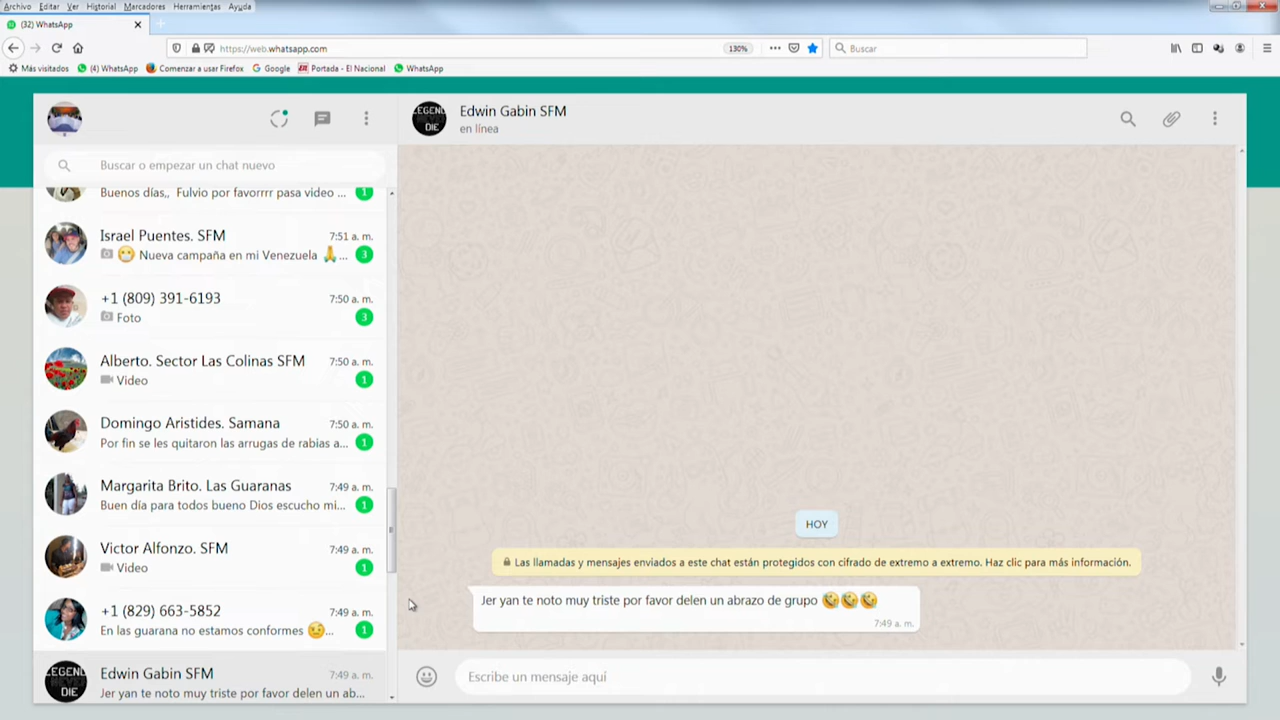 Archivo Editar Ver Higtorial Marcadores Herramientas Ayuda
(32) WhatsApp
https://web.whatsapp.com
130%
Buscar
Más visitados (4) WhatsApp Comenzar a usar Firefox Google Portada - El Nacional WhatsApp
Edwin Gabin SFM
en línea
Buscar o empezar un chat nuevo
Buenos días,, Fulvio por favorrrr pasa video ... 1
Israel Puentes. SFM 7:51 a. m.
😁 Nueva campaña en mi Venezuela 🙏... 3
+1 (809) 391-6193 7:50 a. m.
Foto 3
Alberto. Sector Las Colinas SFM 7:50 a. m.
Video 1
Domingo Aristides. Samana 7:50 a. m.
Por fin se les quitaron las arrugas de rabias a... 1
Margarita Brito. Las Guaranas 7:49 a. m.
Buen día para todos bueno Dios escucho mi... 1
Victor Alfonzo. SFM 7:49 a. m.
Video 1
+1 (829) 663-5852 7:49 a. m.
En las guarana no estamos conformes 🤨... 1
LEGEND
DIE
Edwin Gabin SFM 7:49 a. m.
Jer yan te noto muy triste por favor delen un ab...
LEGEND
DIE
HOY
Las llamadas y mensajes enviados a este chat están protegidos con cifrado de extremo a extremo. Haz clic para más información.
Jer yan te noto muy triste por favor delen un abrazo de grupo 🤣🤣🤣
7:49 a. m.
Escribe un mensaje aquí